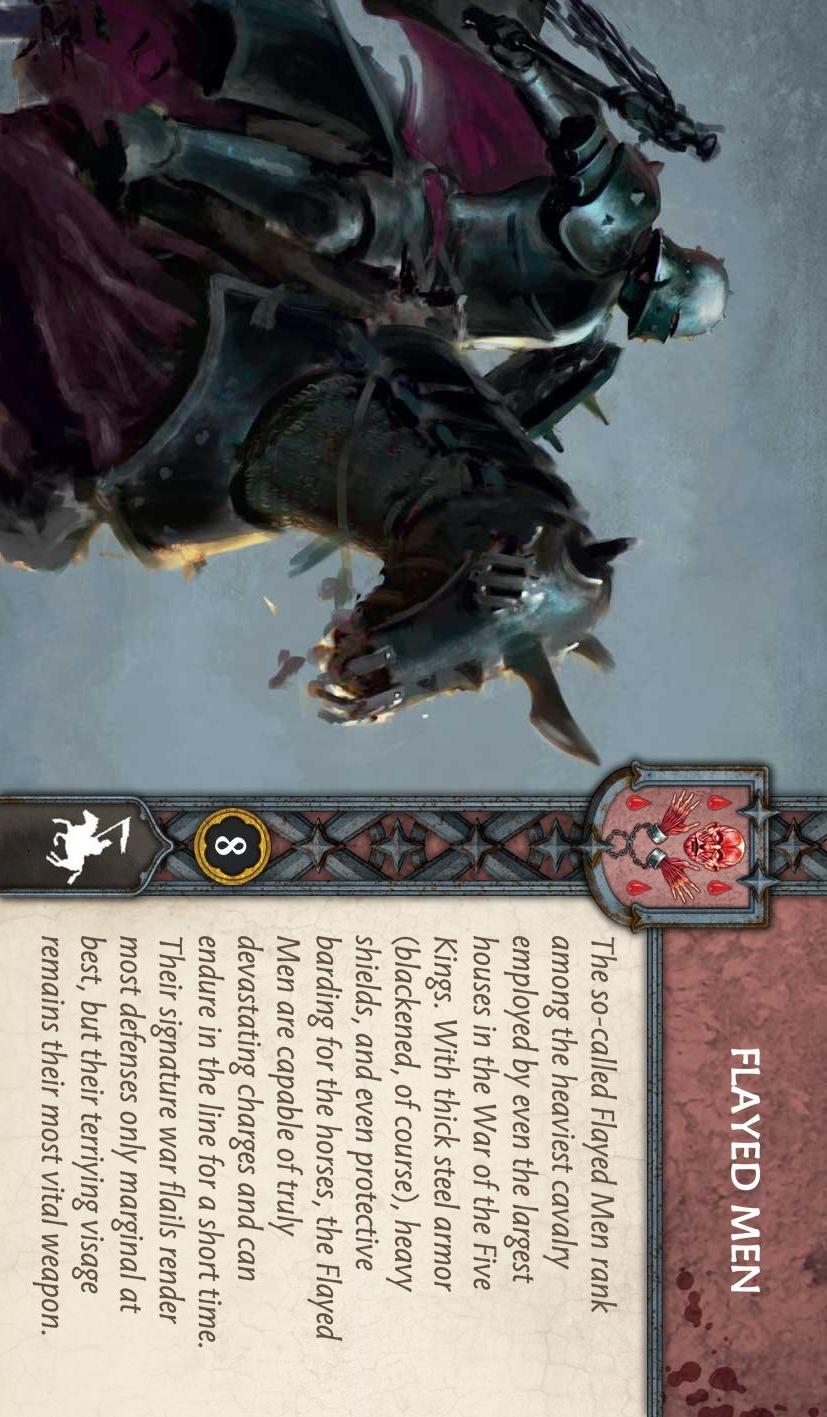 FLAYED MEN
The so-called Flayed Men rank
among the heaviest cavalry
employed by even the largest
houses in the War of the Five
Kings. With thick steel armor
(blackened, of course), heavy
shields, and even protective
barding for the horses, the Flayed
Men are capable of truly
devastating charges and can
endure in the line for a short time.
Their signature war flails render
most defenses only marginal at
best, but their terriying visage
remains their most vital weapon.
8